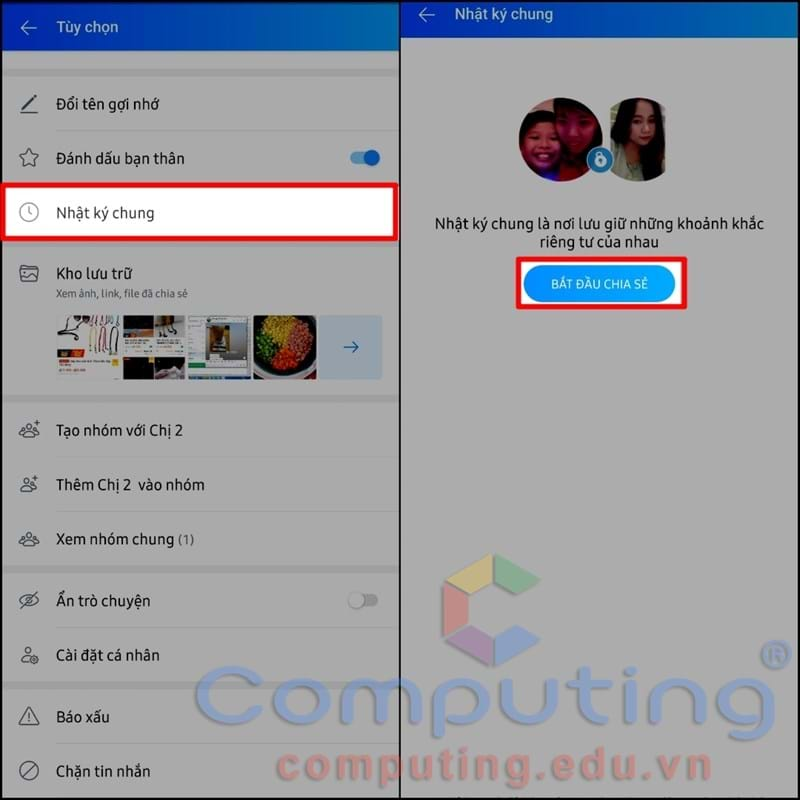 Tùy chọn
Đổi tên gợi nhớ
Đánh dấu bạn thân
Nhật ký chung
Kho lưu trữ
Xem ảnh, link, file đã chia sẻ
Tạo nhóm với Chị 2
Thêm Chị 2 vào nhóm
Xem nhóm chung (1)
Ẩn trò chuyện
Cài đặt cá nhân
Báo xấu
Chặn tin nhắn
Nhật ký chung
Nhật ký chung là nơi lưu giữ những khoảnh khắc
riêng tư của nhau
BẮT ĐẦU CHIA SẺ
Computing®
computing.edu.vn